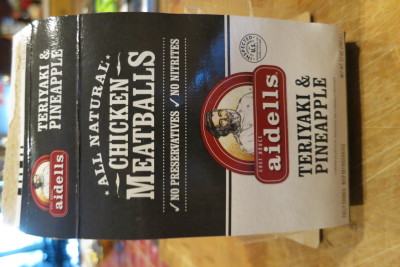 TERIYAKI &
PINEAPPLE
aidells
ALL NATURAL
CHICKEN
MEATBALLS
✓ NO PRESERVATIVES ✓ NO NITRITES
aidells
TERIYAKI &
PINEAPPLE